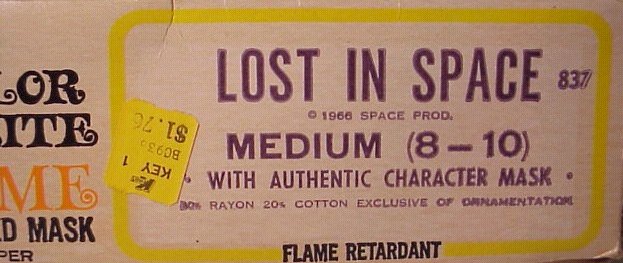 LOR
ITE
ME
D MASK
PER
LOST IN SPACE 837
© 1966 SPACE PROD.
MEDIUM (8-10)
• WITH AUTHENTIC CHARACTER MASK •
80% RAYON 20% COTTON EXCLUSIVE OF ORNAMENTATION
FLAME RETARDANT
$1.76
BC93
KEY 1
K